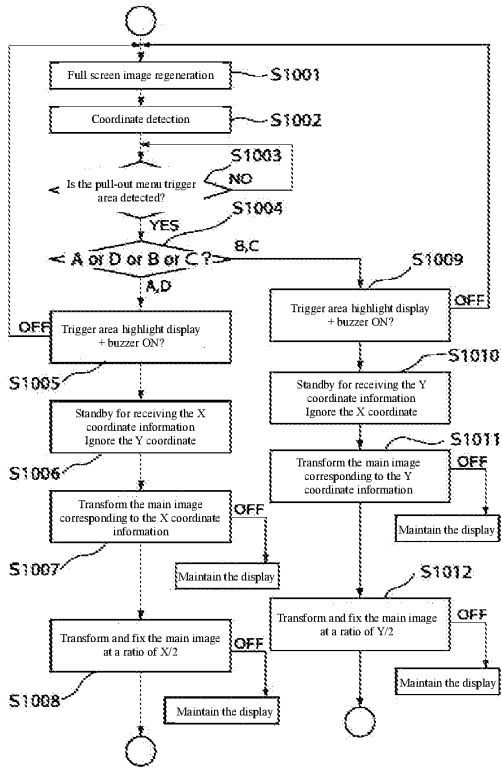 Full screen image regeneration
S1001
Coordinate detection
S1002
S1003
Is the pull-out menu trigger
area detected?
NO
YES
S1004
A or D or B or C ?
B,C
A,D
S1009
OFF
Trigger area highlight display
+ buzzer ON?
S1005
Trigger area highlight display
+ buzzer ON?
OFF
S1010
Standby for receiving the X
coordinate information
Ignore the Y coordinate
S1006
Standby for receiving the Y
coordinate information
Ignore the X coordinate
S1011
Transform the main image
corresponding to the X coordinate
information
OFF
S1007
Maintain the display
Transform the main image
corresponding to the Y
coordinate information
OFF
Maintain the display
S1012
Transform and fix the main image
at a ratio of X/2
OFF
S1008
Maintain the display
Transform and fix the main image
at a ratio of Y/2
OFF
Maintain the display